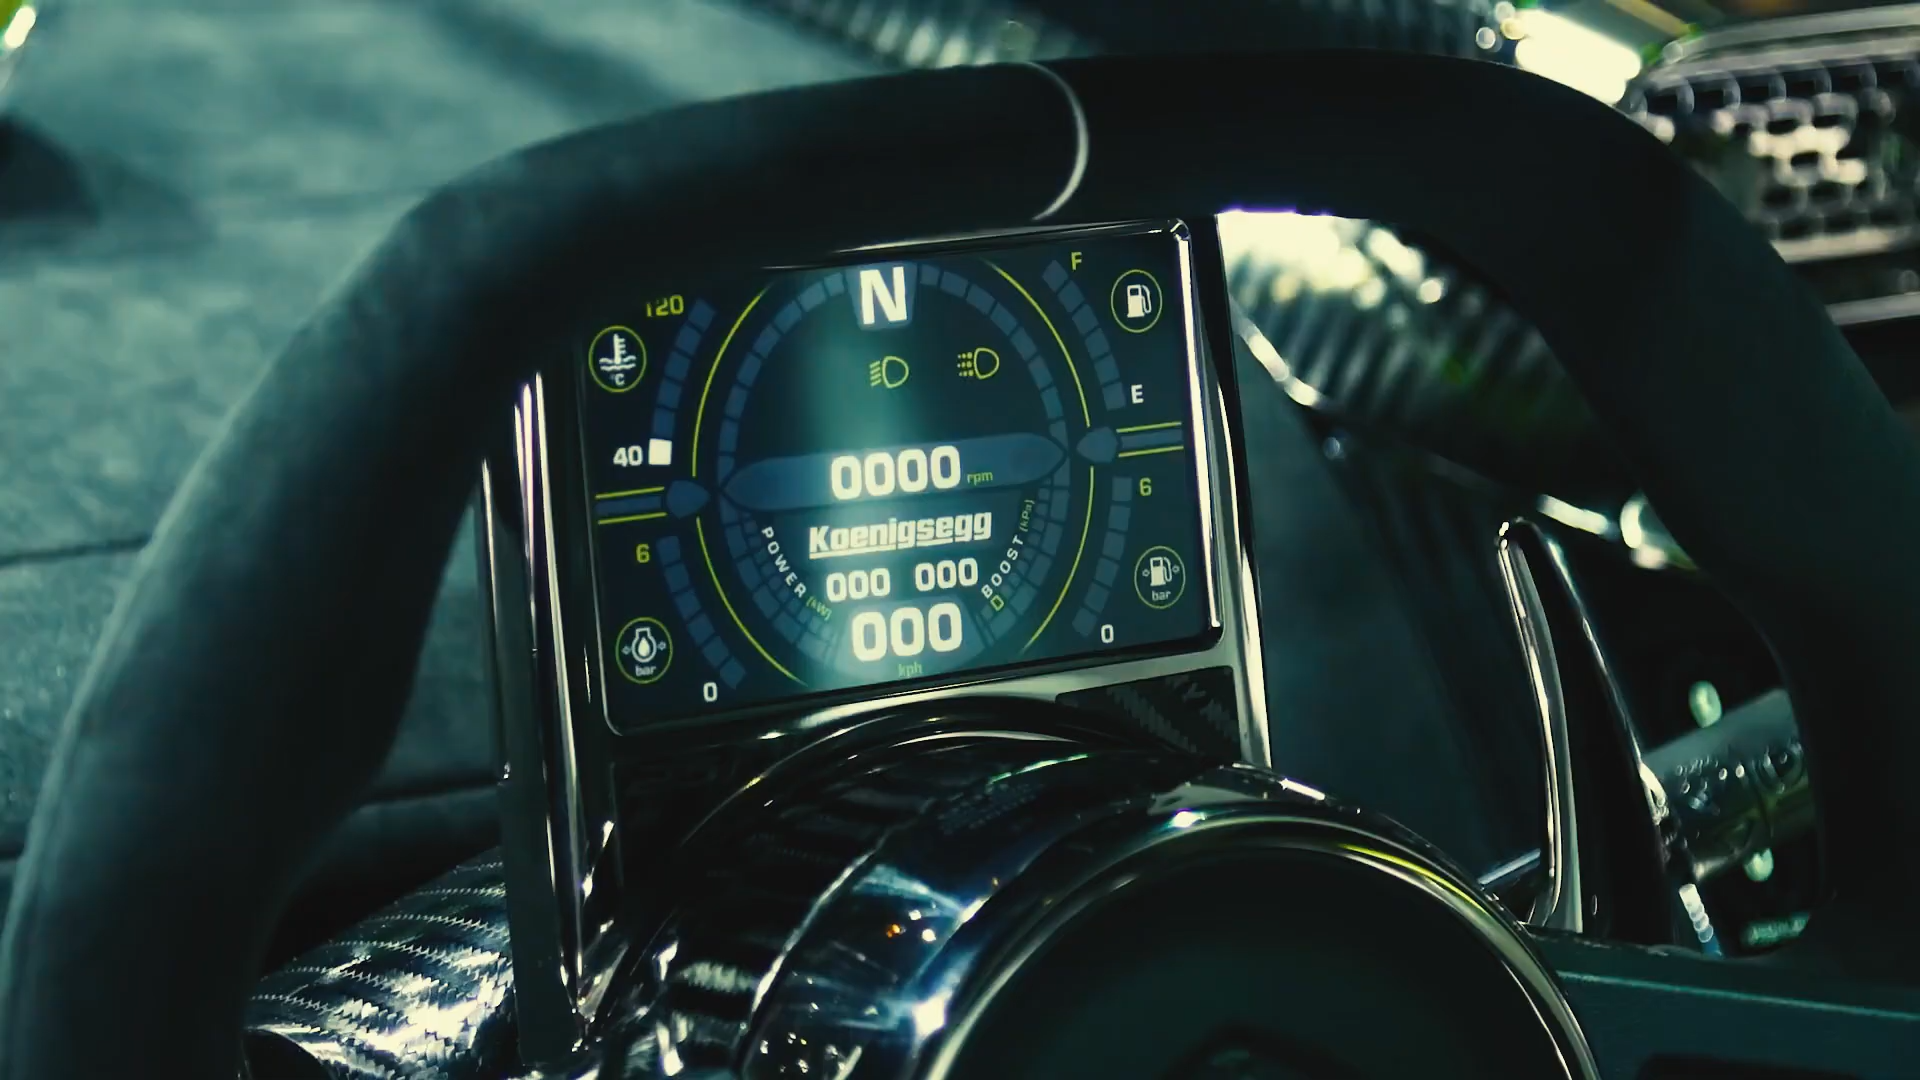 N
120
F
40
E
0000 rpm
Koenigsegg
6
6
POWER (kW)
BOOST (kPa)
000 000
000
kph
°C
bar
bar
0
0